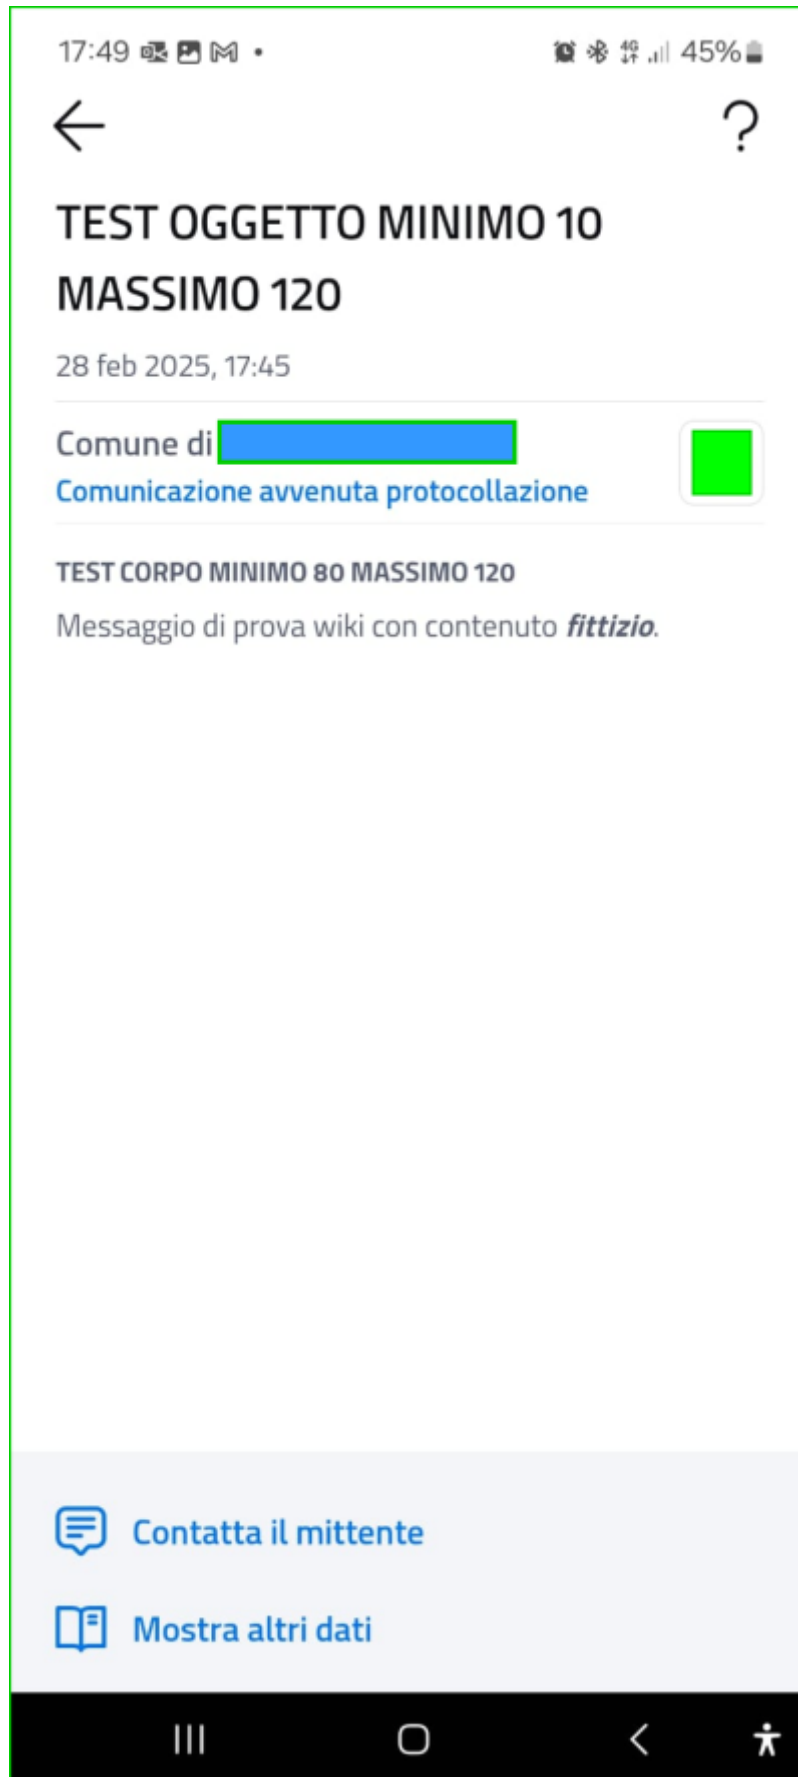 17:49
45%
?
TEST OGGETTO MINIMO 10
MASSIMO 120
28 feb 2025, 17:45
Comune di
Comunicazione avvenuta protocollazione
TEST CORPO MINIMO 80 MASSIMO 120
Messaggio di prova wiki con contenuto fittizio.
Contatta il mittente
Mostra altri dati